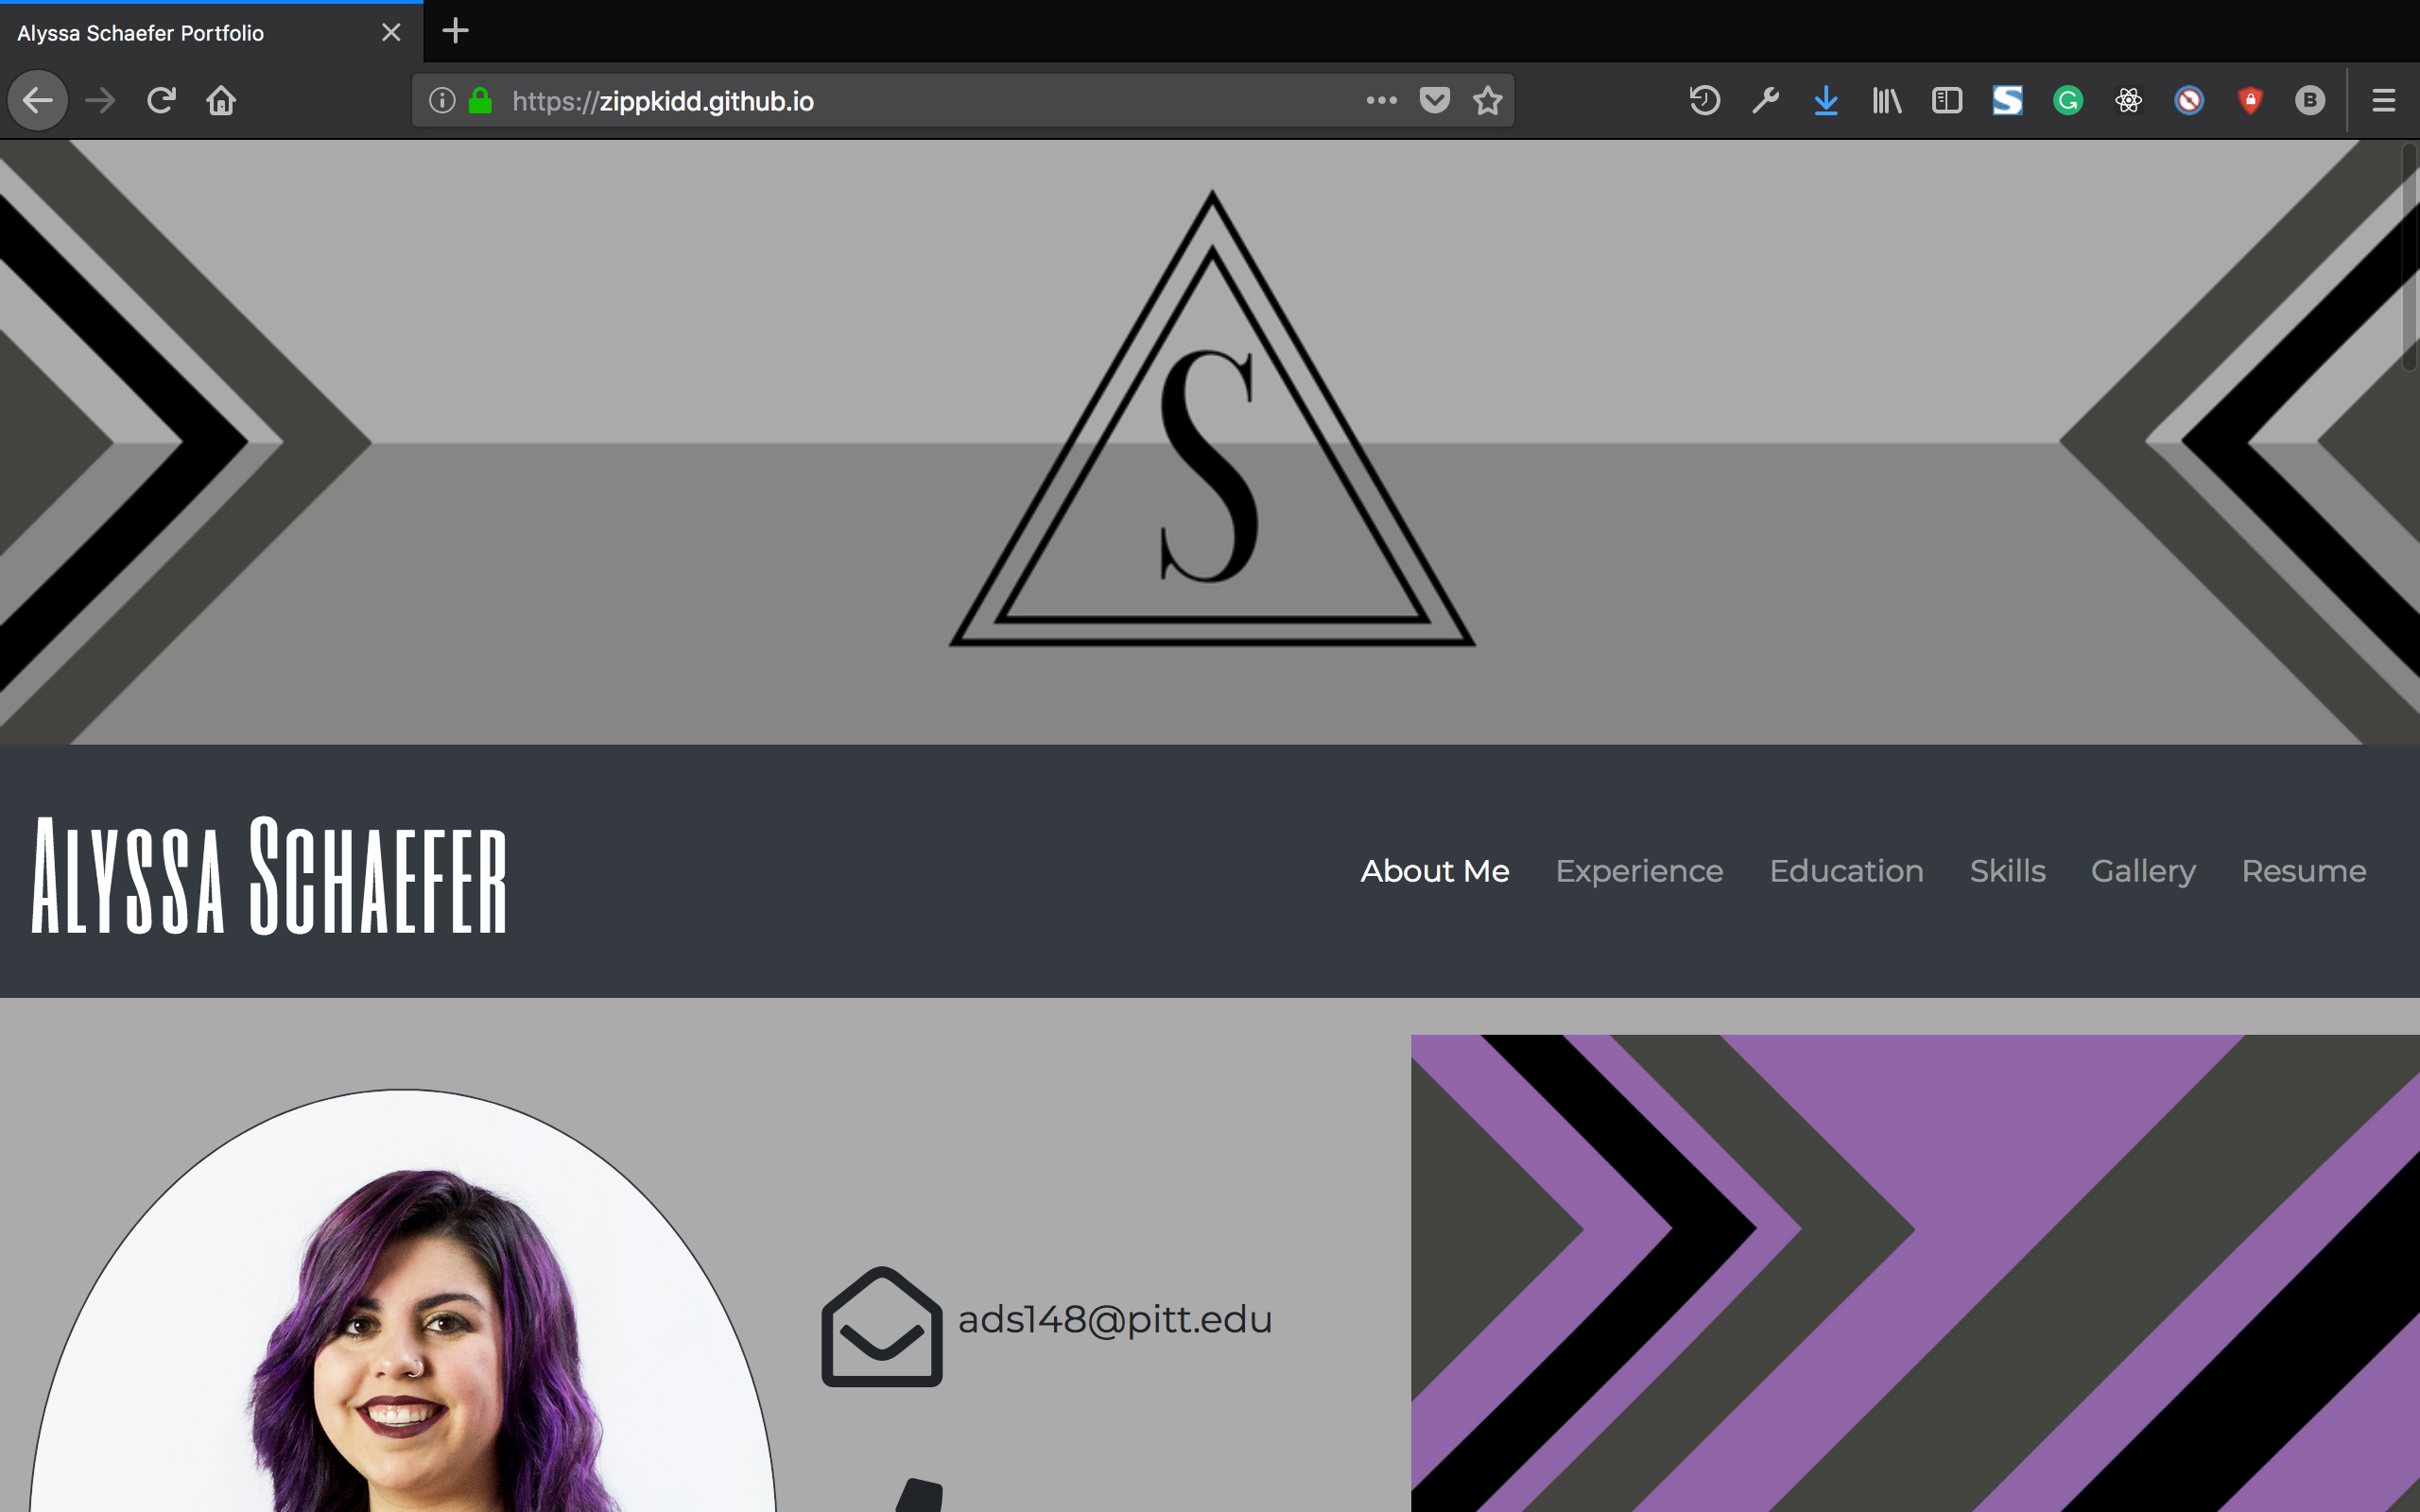 Alyssa Schaefer Portfolio
https://zippkidd.github.io
S
Alyssa Schaefer
About Me Experience Education Skills Gallery Resume
ads148@pitt.edu